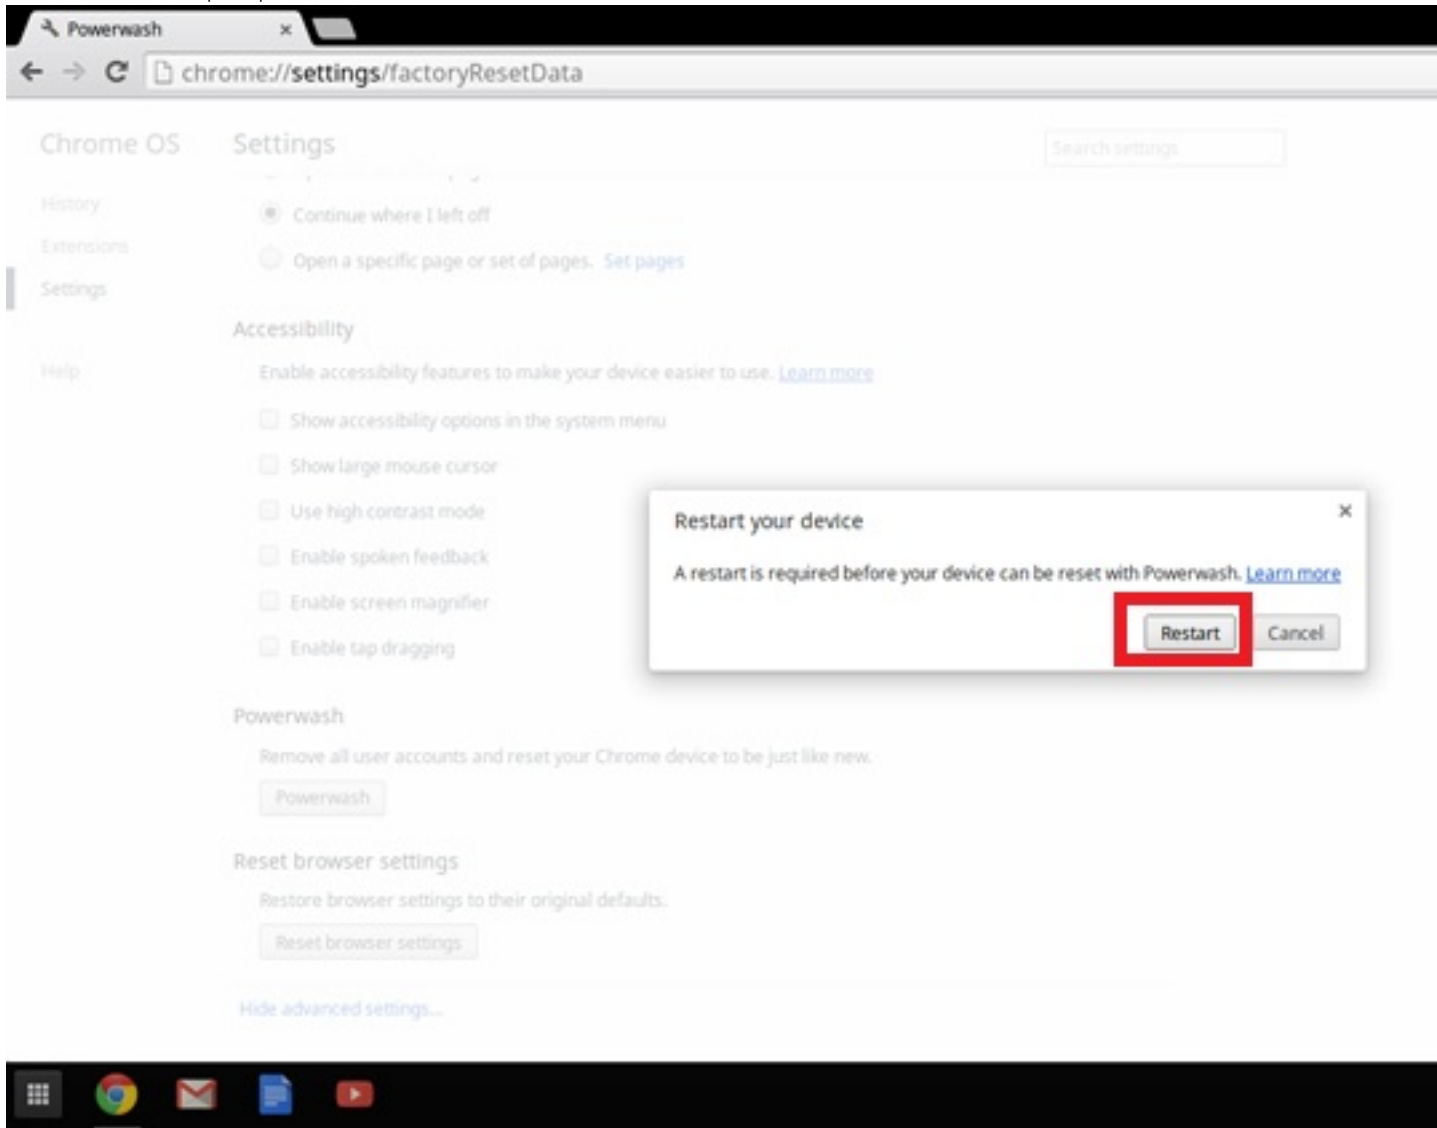 Powerwash
chrome://settings/factoryResetData
Chrome OS
Settings
Search settings
History
Extensions
Settings
Help
Continue where I left off
Open a specific page or set of pages. Set pages
Accessibility
Enable accessibility features to make your device easier to use. Learn more
Show accessibility options in the system menu
Show large mouse cursor
Use high contrast mode
Enable spoken feedback
Enable screen magnifier
Enable tap dragging
Restart your device
A restart is required before your device can be reset with Powerwash. Learn more
Restart
Cancel
Powerwash
Remove all user accounts and reset your Chrome device to be just like new.
Powerwash
Reset browser settings
Restore browser settings to their original defaults.
Reset browser settings
Hide advanced settings...